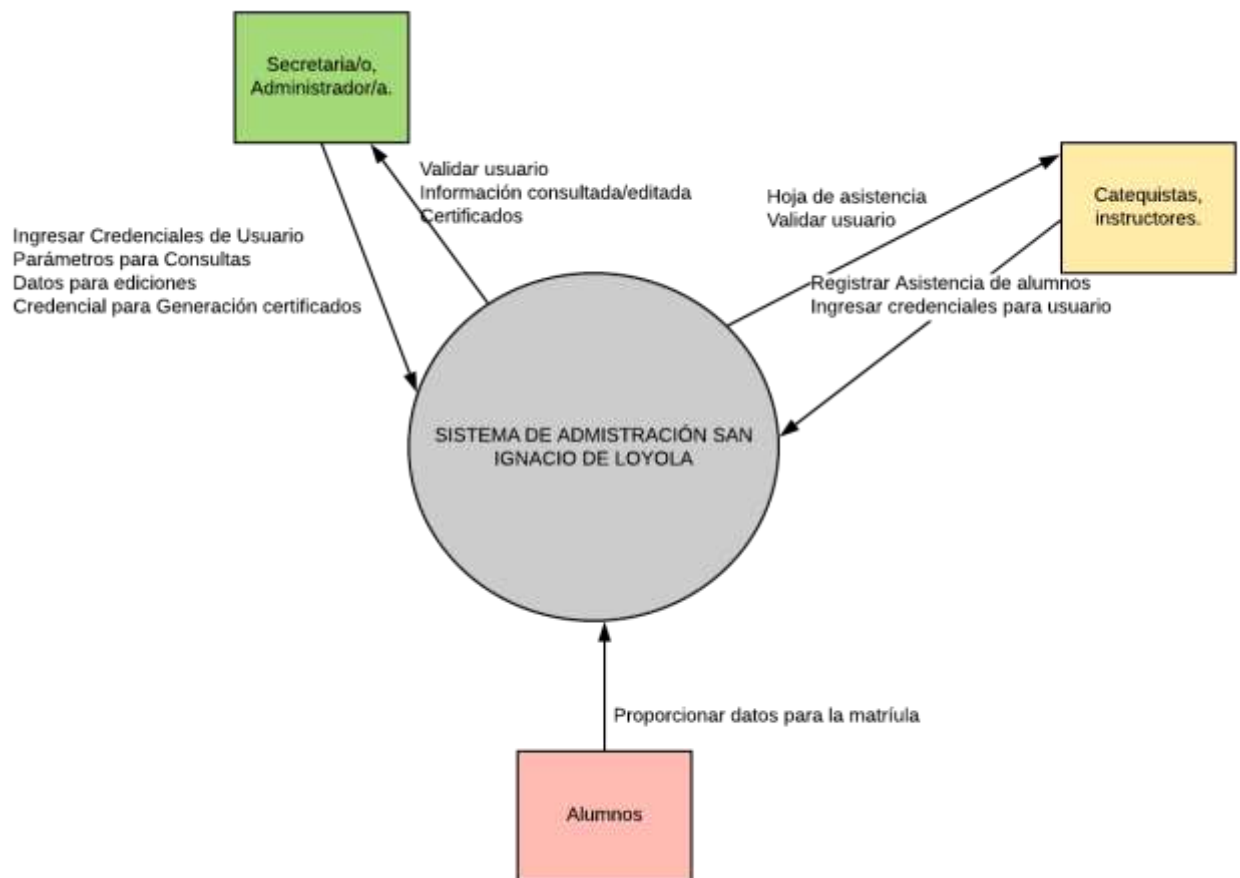 Secretaria/o,
Administrador/a.
Validar usuario
Información consultada/editada
Certificados
Ingresar Credenciales de Usuario
Parámetros para Consultas
Datos para ediciones
Credencial para Generación certificados
Hoja de asistencia
Validar usuario
Catequistas,
instructores.
Registrar Asistencia de alumnos
Ingresar credenciales para usuario
SISTEMA DE ADMISTRACIÓN SAN
IGNACIO DE LOYOLA
Proporcionar datos para la matríula
Alumnos